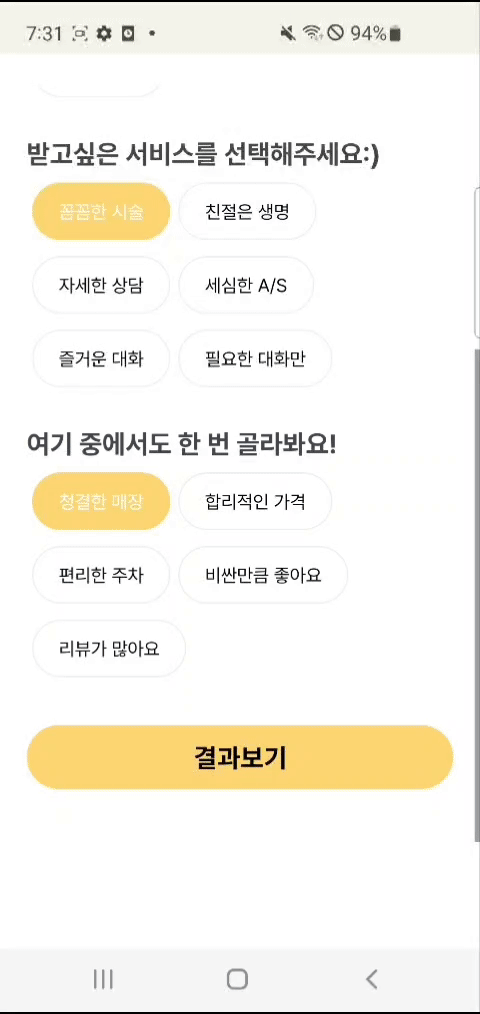 7:31 94%
받고싶은 서비스를 선택해주세요:)
꼼꼼한 시술 친절은 생명
자세한 상담 세심한 A/S
즐거운 대화 필요한 대화만
여기 중에서도 한 번 골라봐요!
청결한 매장 합리적인 가격
편리한 주차 비싼만큼 좋아요
리뷰가 많아요
결과보기